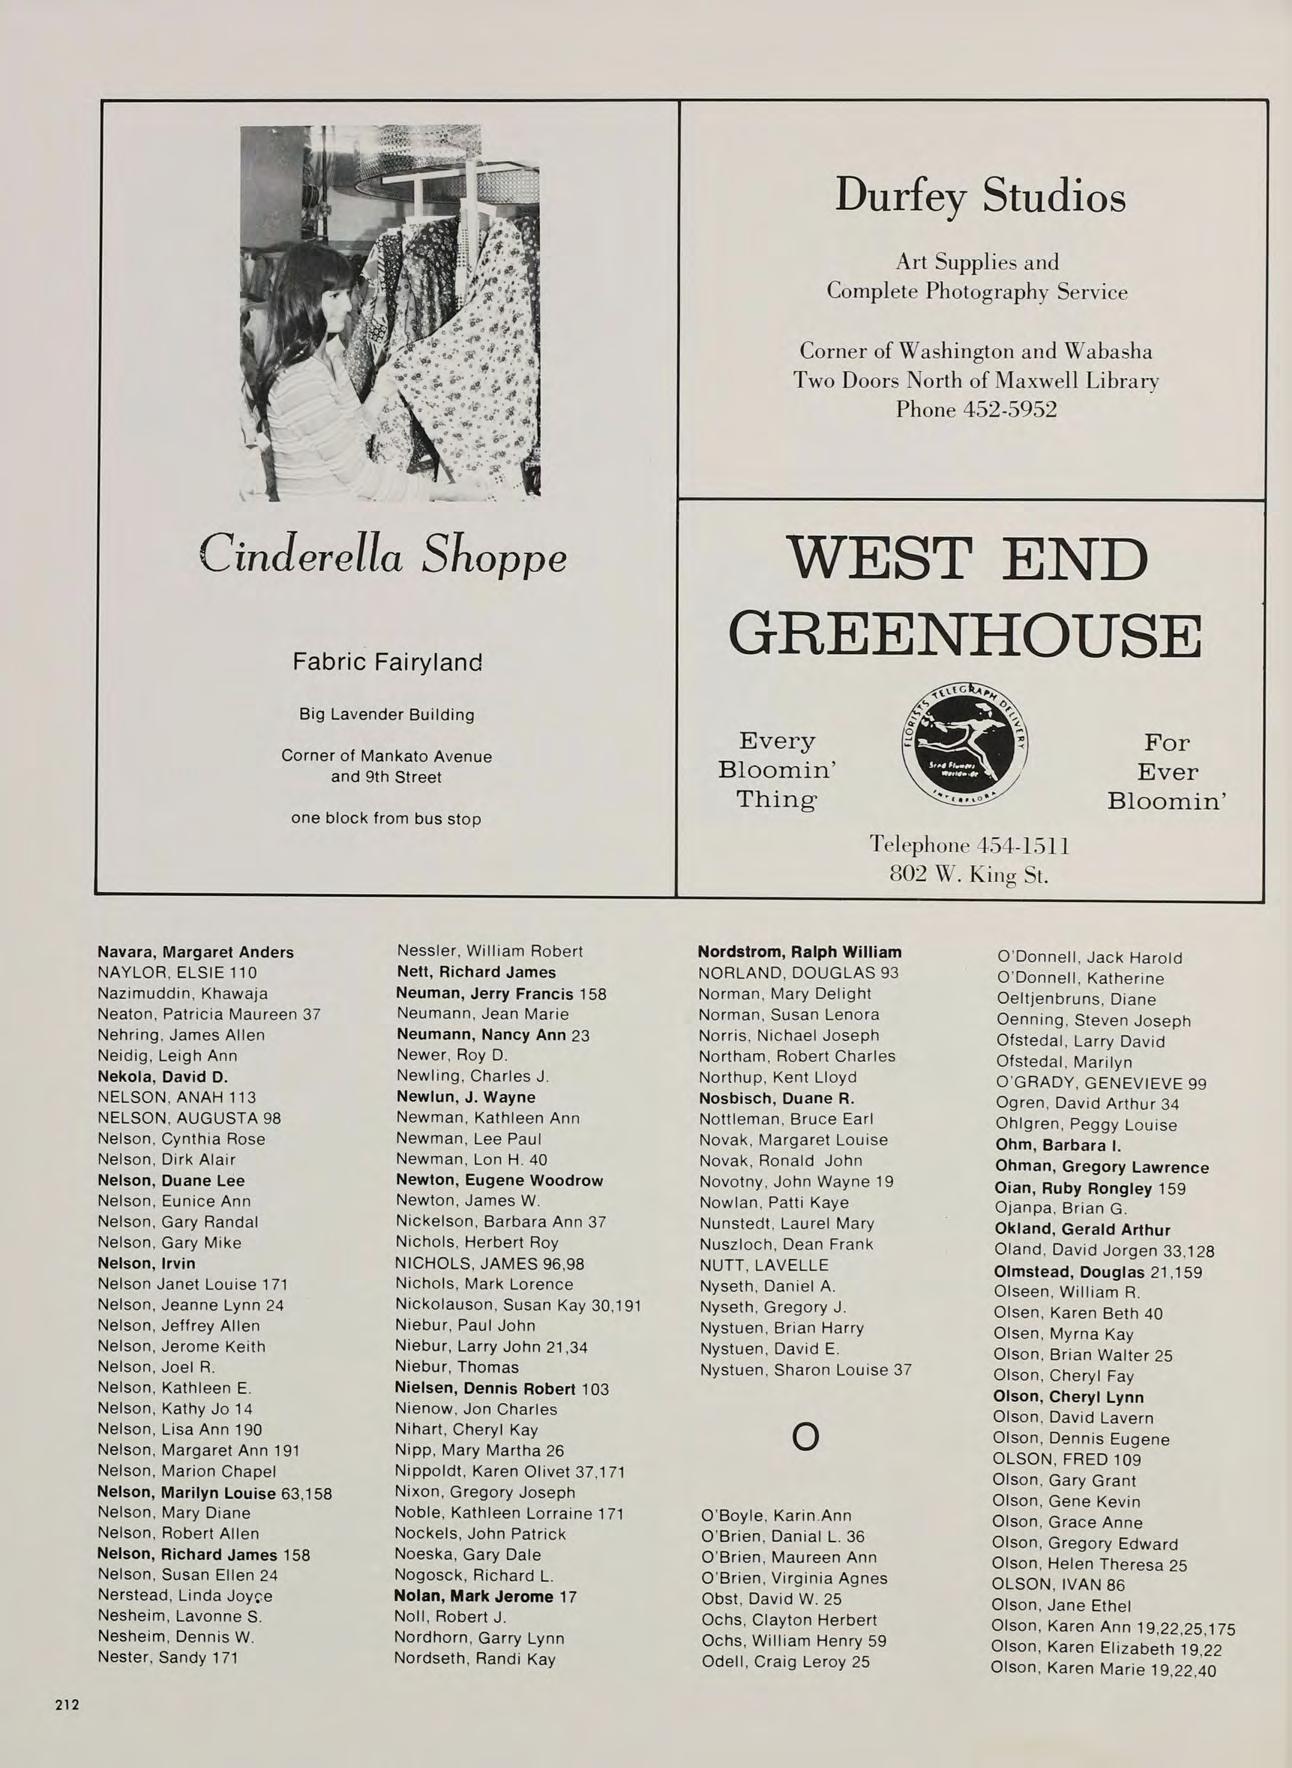 Cinderella Shoppe
Fabric Fairyland
Big Lavender Building
Corner of Mankato Avenue
and 9th Street
one block from bus stop
Durfey Studios
Art Supplies and
Complete Photography Service
Corner of Washington and Wabasha
Two Doors North of Maxwell Library
Phone 452-5952
WEST END
GREENHOUSE
Every
Bloomin'
Thing
FLORISTS TELEGRAPH DELIVERY
Send Flowers
Worldwide
INTERFLORA
For
Ever
Bloomin'
Telephone 454-1511
802 W. King St.
Navara, Margaret Anders
NAYLOR, ELSIE 110
Nazimuddin, Khawaja
Neaton, Patricia Maureen 37
Nehring, James Allen
Neidig, Leigh Ann
Nekola, David D.
NELSON, ANAH 113
NELSON, AUGUSTA 98
Nelson, Cynthia Rose
Nelson, Dirk Alair
Nelson, Duane Lee
Nelson, Eunice Ann
Nelson, Gary Randal
Nelson, Gary Mike
Nelson, Irvin
Nelson Janet Louise 171
Nelson, Jeanne Lynn 24
Nelson, Jeffrey Allen
Nelson, Jerome Keith
Nelson, Joel R.
Nelson, Kathleen E.
Nelson, Kathy Jo 14
Nelson, Lisa Ann 190
Nelson, Margaret Ann 191
Nelson, Marion Chapel
Nelson, Marilyn Louise 63,158
Nelson, Mary Diane
Nelson, Robert Allen
Nelson, Richard James 158
Nelson, Susan Ellen 24
Nerstead, Linda Joyce
Nesheim, Lavonne S.
Nesheim, Dennis W.
Nester, Sandy 171
Nessler, William Robert
Nett, Richard James
Neuman, Jerry Francis 158
Neumann, Jean Marie
Neumann, Nancy Ann 23
Newer, Roy D.
Newling, Charles J.
Newlun, J. Wayne
Newman, Kathleen Ann
Newman, Lee Paul
Newman, Lon H. 40
Newton, Eugene Woodrow
Newton, James W.
Nickelson, Barbara Ann 37
Nichols, Herbert Roy
NICHOLS, JAMES 96,98
Nichols, Mark Lorence
Nickolauson, Susan Kay 30,191
Niebur, Paul John
Niebur, Larry John 21,34
Niebur, Thomas
Nielsen, Dennis Robert 103
Nienow, Jon Charles
Nihart, Cheryl Kay
Nipp, Mary Martha 26
Nippoldt, Karen Olivet 37,171
Nixon, Gregory Joseph
Noble, Kathleen Lorraine 171
Nockels, John Patrick
Noeska, Gary Dale
Nogosck, Richard L.
Nolan, Mark Jerome 17
Noll, Robert J.
Nordhorn, Garry Lynn
Nordseth, Randi Kay
Nordstrom, Ralph William
NORLAND, DOUGLAS 93
Norman, Mary Delight
Norman, Susan Lenora
Norris, Nichael Joseph
Northam, Robert Charles
Northup, Kent Lloyd
Nosbisch, Duane R.
Nottleman, Bruce Earl
Novak, Margaret Louise
Novak, Ronald John
Novotny, John Wayne 19
Nowlan, Patti Kaye
Nunstedt, Laurel Mary
Nuszloch, Dean Frank
NUTT, LAVELLE
Nyseth, Daniel A.
Nyseth, Gregory J.
Nystuen, Brian Harry
Nystuen, David E.
Nystuen, Sharon Louise 37
O
O'Boyle, Karin.Ann
O'Brien, Danial L. 36
O'Brien, Maureen Ann
O'Brien, Virginia Agnes
Obst, David W. 25
Ochs, Clayton Herbert
Ochs, William Henry 59
Odell, Craig Leroy 25
O'Donnell, Jack Harold
O'Donnell, Katherine
Oeltjenbruns, Diane
Oenning, Steven Joseph
Ofstedal, Larry David
Ofstedal, Marilyn
O'GRADY, GENEVIEVE 99
Ogren, David Arthur 34
Ohlgren, Peggy Louise
Ohm, Barbara I.
Ohman, Gregory Lawrence
Oian, Ruby Rongley 159
Ojanpa, Brian G.
Okland, Gerald Arthur
Oland, David Jorgen 33,128
Olmstead, Douglas 21,159
Olseen, William R.
Olsen, Karen Beth 40
Olsen, Myrna Kay
Olson, Brian Walter 25
Olson, Cheryl Fay
Olson, Cheryl Lynn
Olson, David Lavern
Olson, Dennis Eugene
OLSON, FRED 109
Olson, Gary Grant
Olson, Gene Kevin
Olson, Grace Anne
Olson, Gregory Edward
Olson, Helen Theresa 25
OLSON, IVAN 86
Olson, Jane Ethel
Olson, Karen Ann 19,22,25,175
Olson, Karen Elizabeth 19,22
Olson, Karen Marie 19,22,40
212